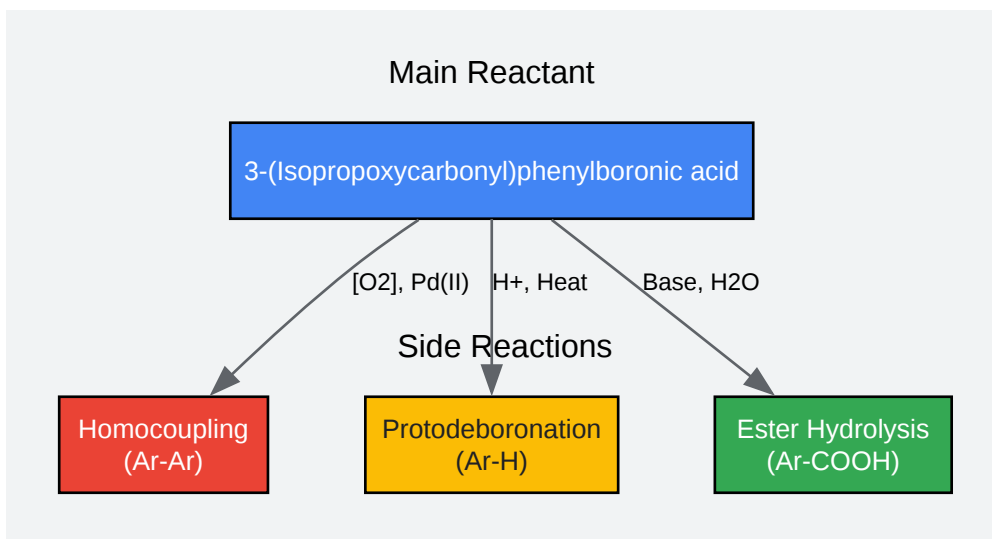 Main Reactant
3-(Isopropoxycarbonyl)phenylboronic acid
[O2], Pd(II)
H+, Heat
Base, H2O
Side Reactions
Homocoupling
(Ar-Ar)
Protodeboronation
(Ar-H)
Ester Hydrolysis
(Ar-COOH)